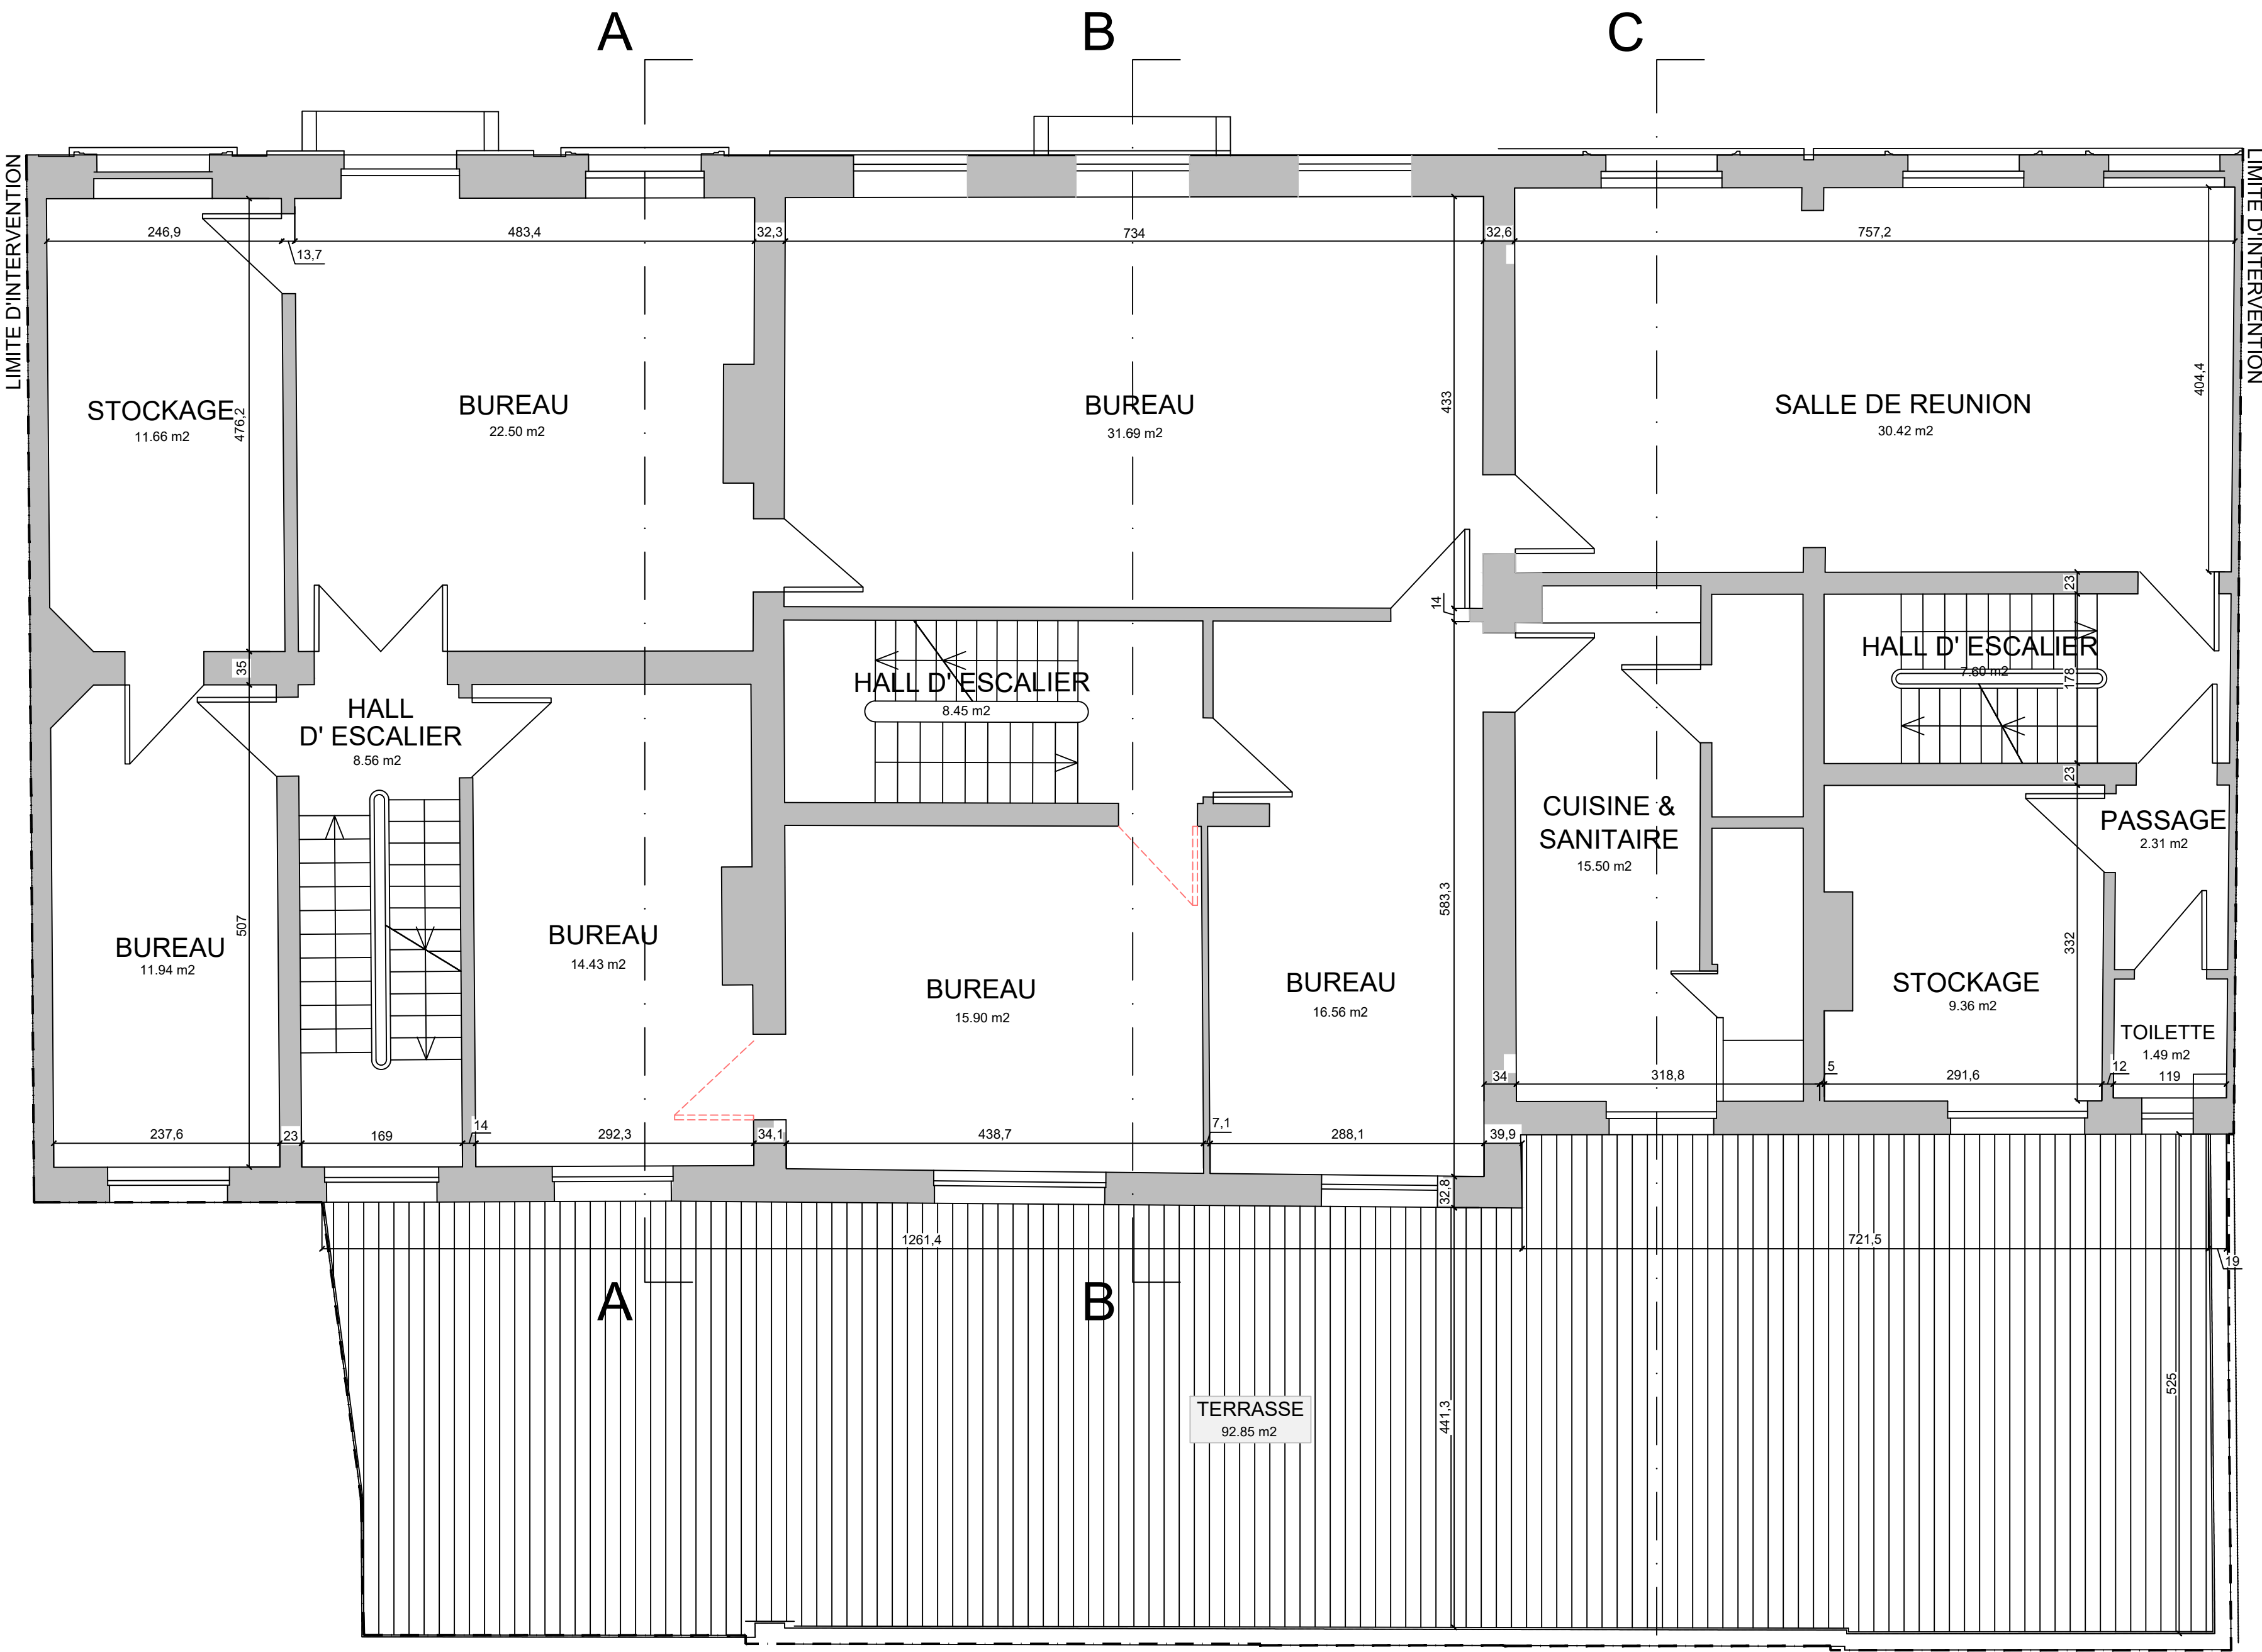 A
B
C
LIMITE D'INTERVENTION
LIMITE D'INTERVENTION
246,9
13,7
483,4
32,3
734
32,6
757,2
STOCKAGE
11.66 m2
476,2
BUREAU
22.50 m2
BUREAU
31.69 m2
433
SALLE DE REUNION
30.42 m2
404,4
14
23
35
HALL
D' ESCALIER
8.56 m2
HALL D' ESCALIER
8.45 m2
HALL D' ESCALIER
7.60 m2
178
23
CUISINE &
SANITAIRE
15.50 m2
PASSAGE
2.31 m2
BUREAU
11.94 m2
507
BUREAU
14.43 m2
BUREAU
15.90 m2
583,3
BUREAU
16.56 m2
332
STOCKAGE
9.36 m2
TOILETTE
1.49 m2
34
318,8
5
291,6
12
119
237,6
23
169
14
292,3
34,1
438,7
7,1
288,1
39,9
32,8
1261,4
721,5
19
A
B
TERRASSE
92.85 m2
441,3
525